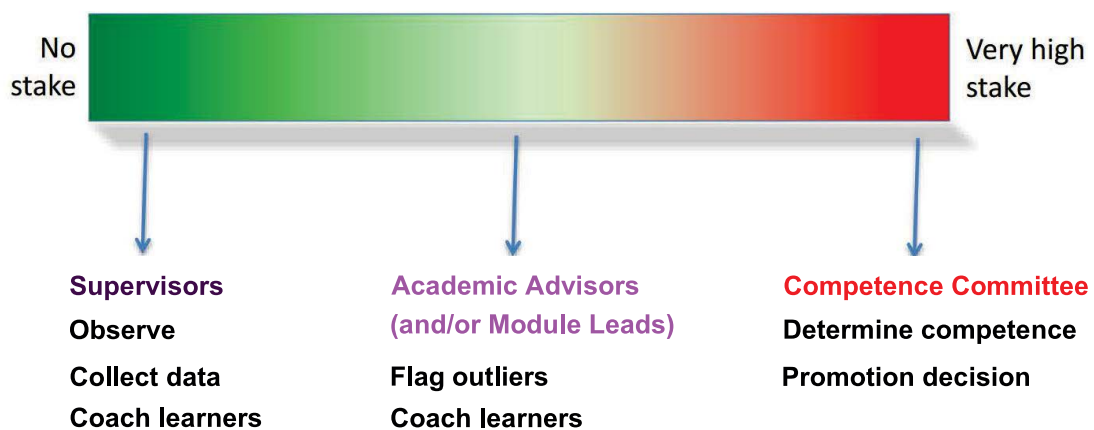 No
stake
Very high
stake
Supervisors
Observe
Collect data
Coach learners
Academic Advisors
(and/or Module Leads)
Flag outliers
Coach learners
Competence Committee
Determine competence
Promotion decision